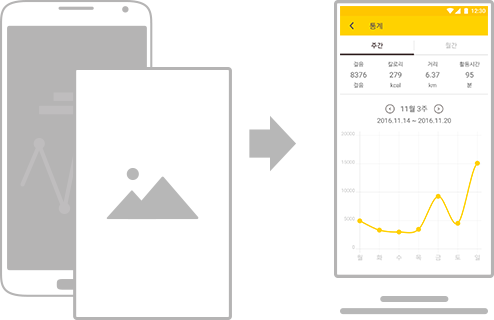 12:30
통계
주간 월간
걸음 칼로리 거리 활동시간
8376 279 6.37 95
걸음 kcal km 분
11월 3주
2016.11.14 ~ 2016.11.20
20000
15000
10000
5000
0
월 화 수 목 금 토 일